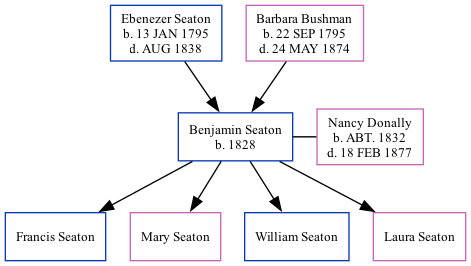 Ebenezer Seaton
b. 13 JAN 1795
d. AUG 1838
Barbara Bushman
b. 22 SEP 1795
d. 24 MAY 1874
Benjamin Seaton
b. 1828
Nancy Donally
b. ABT. 1832
d. 18 FEB 1877
Francis Seaton
Mary Seaton
William Seaton
Laura Seaton